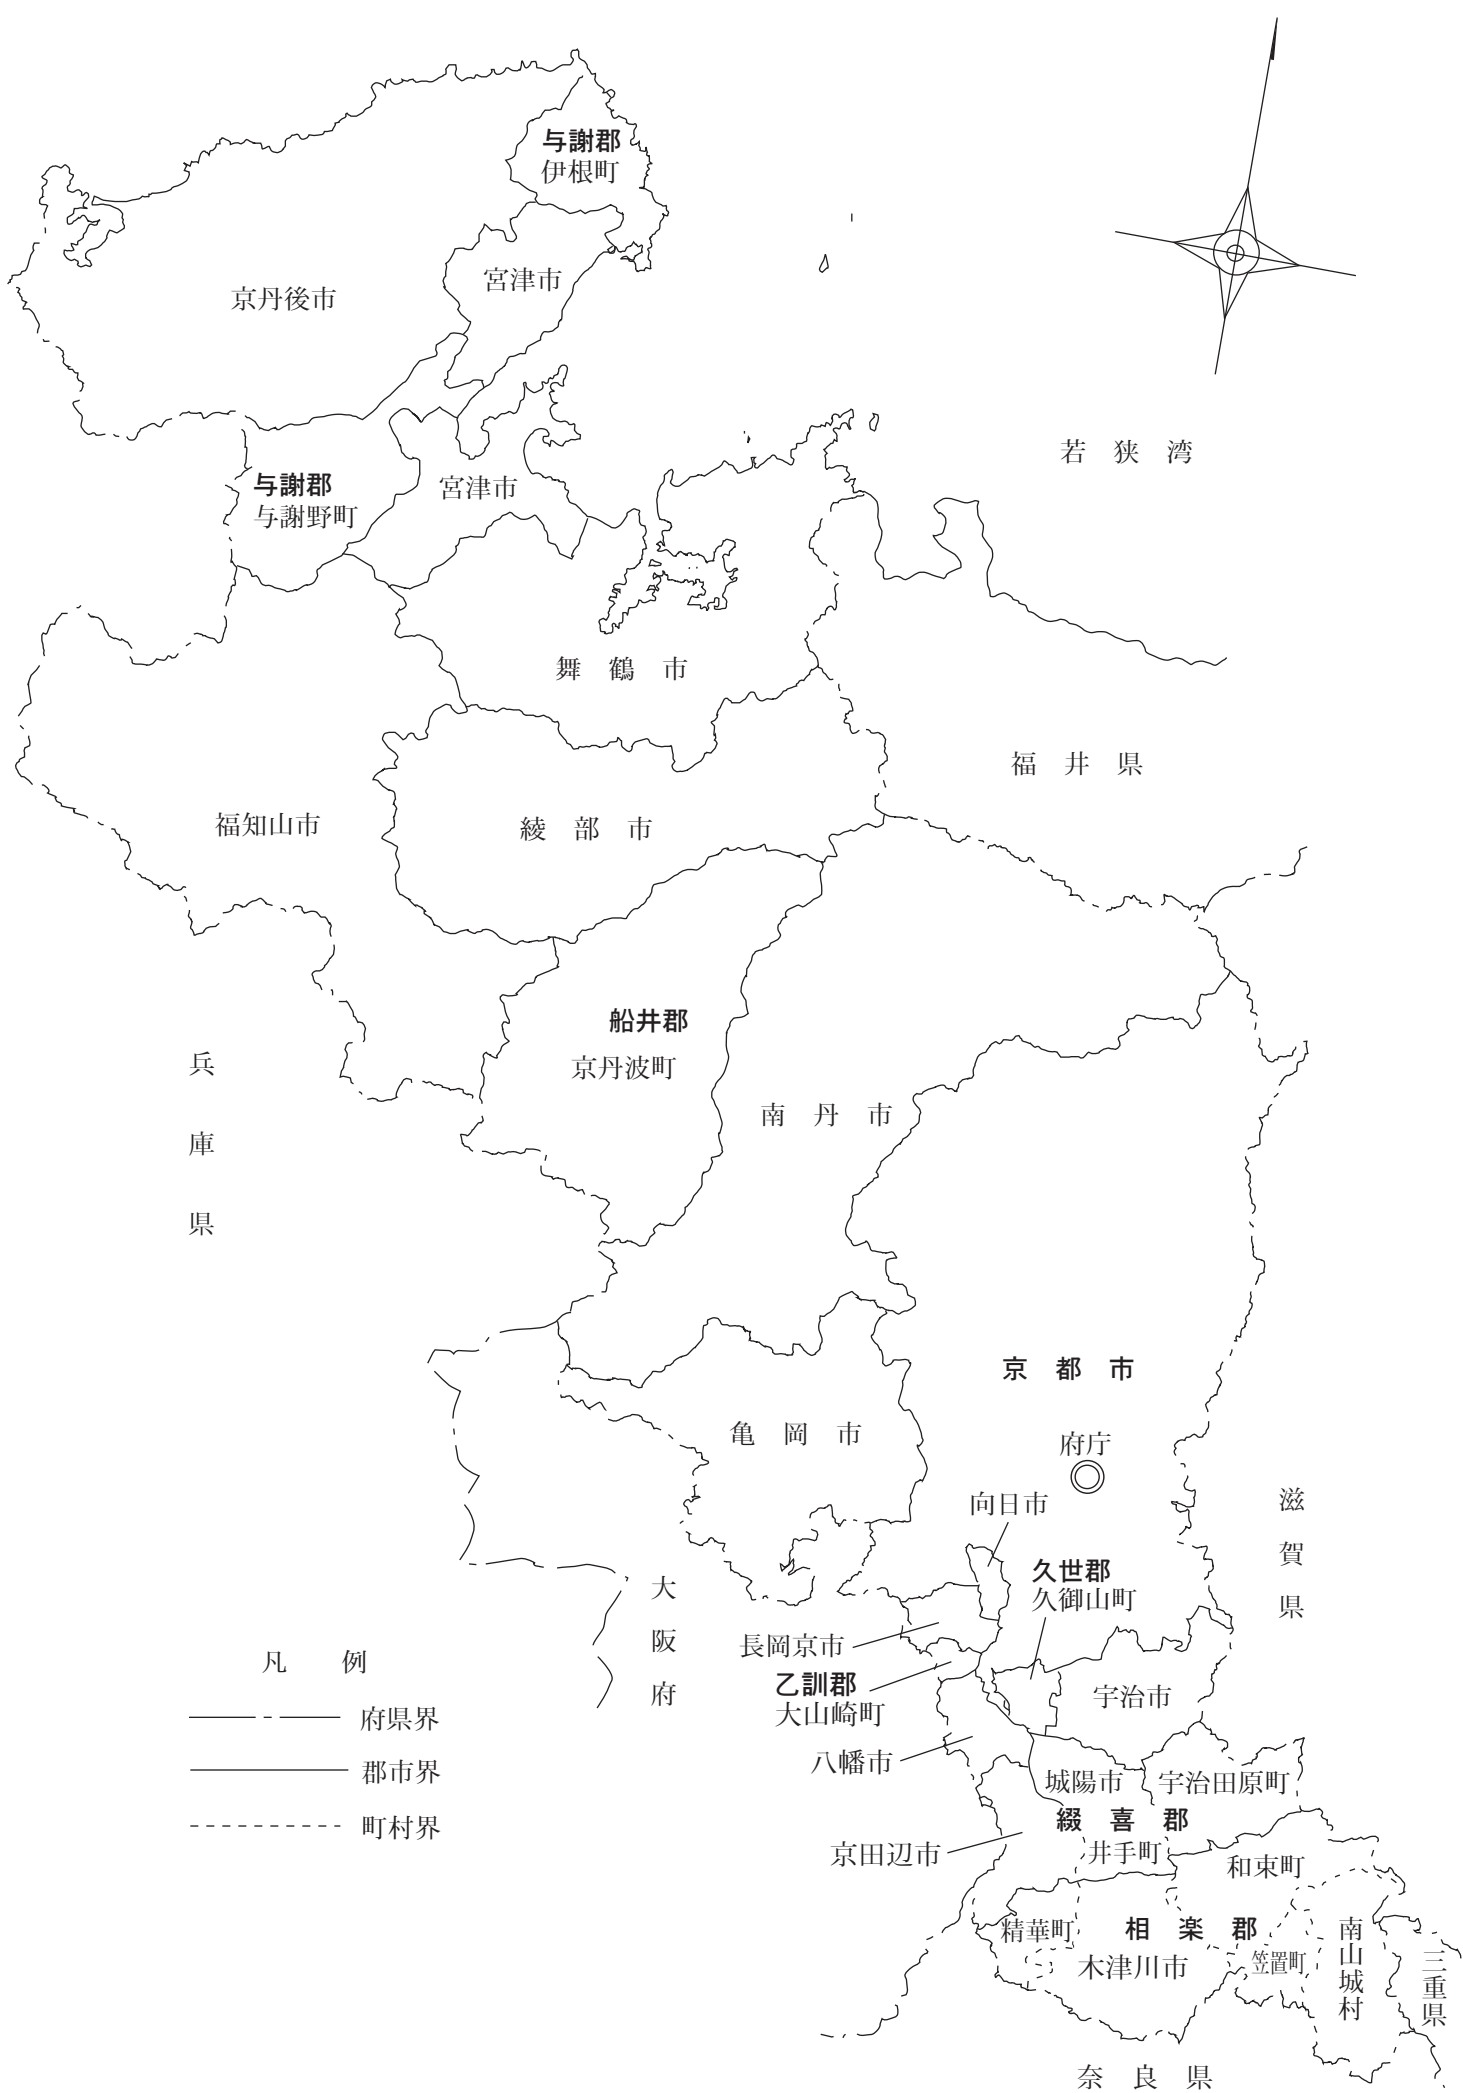 与謝郡
伊根町
宮津市
京丹後市
若狭湾
与謝郡
与謝野町
宮津市
舞鶴市
福井県
福知山市
綾部市
船井郡
京丹波町
兵庫県
南丹市
京都市
府庁
亀岡市
向日市
滋賀県
久世郡
久御山町
大阪府
長岡京市
乙訓郡
大山崎町
宇治市
八幡市
城陽市
宇治田原町
綴喜郡
京田辺市
井手町
和束町
精華町
相楽郡
木津川市
笠置町
南山城村
三重県
奈良県
凡例
府県界
郡市界
町村界